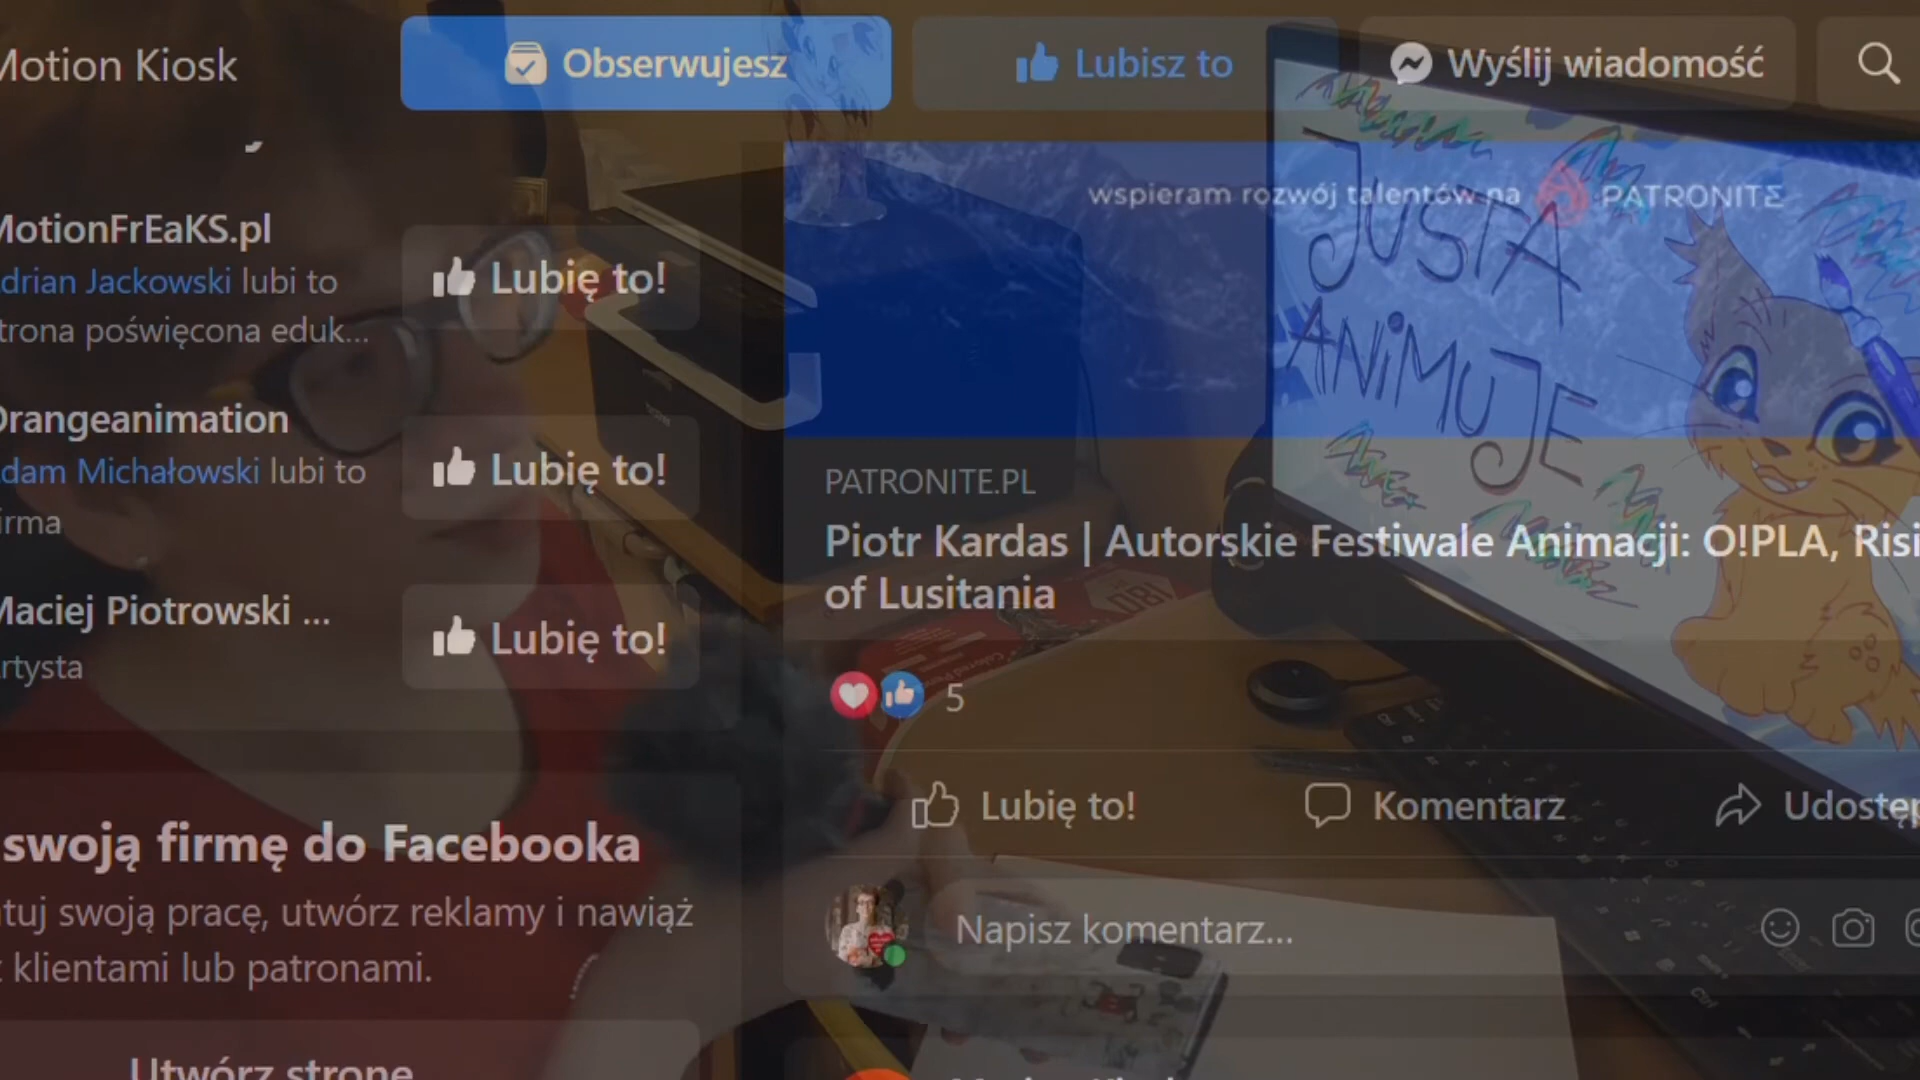 Motion Kiosk
Obserwujesz
Lubisz to
Wyślij wiadomość
wspieram rozwój talentów na PATRONITE
MotionFrEaKS.pl
drian Jackowski lubi to
trona poświęcona eduk...
Lubię to!
JUSTA
ANiMUJE
Orangeanimation
dam Michałowski lubi to
irma
Lubię to!
PATRONITE.PL
Piotr Kardas | Autorskie Festiwale Animacji: O!PLA, Risi
of Lusitania
Maciej Piotrowski ...
rtysta
Lubię to!
5
Lubię to!
Komentarz
Udostęp
swoją firmę do Facebooka
tuj swoją pracę, utwórz reklamy i nawiąż
z klientami lub patronami.
Napisz komentarz...
Utwórz stronę